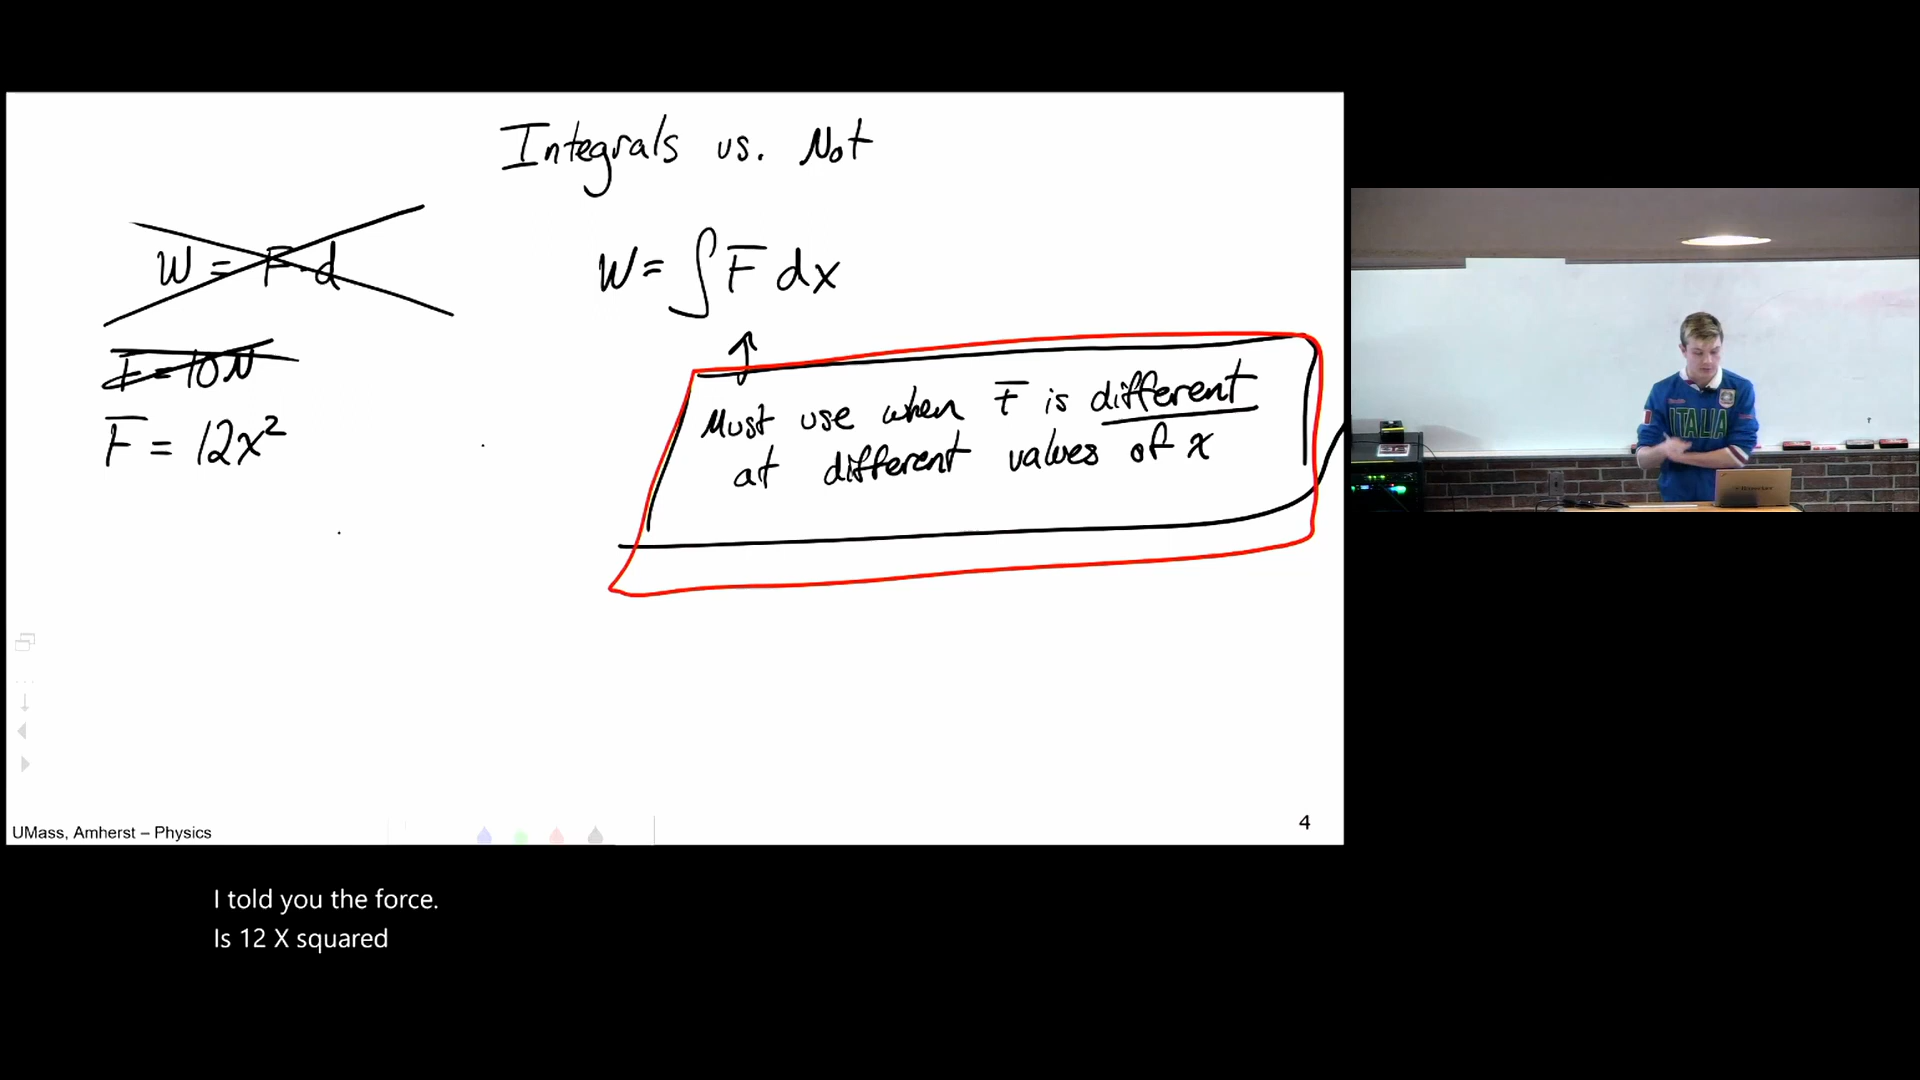 Integrals vs. Not
W = F · d
W = ∫ F dx
F = 10N
F = 12x²
Must use when F is different
at different values of x
UMass, Amherst – Physics
4
ITALIA
I told you the force.
Is 12 X squared